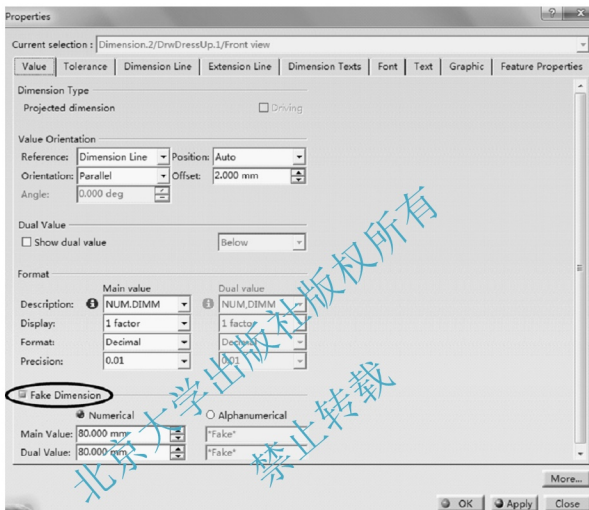 Properties
Current selection : Dimension.2/DrwDressUp.1/Front view
Value Tolerance Dimension Line Extension Line Dimension Texts Font Text Graphic Feature Properties
Dimension Type
Projected dimension Driving
Value Orientation
Reference: Dimension Line Position: Auto
Orientation: Parallel Offset: 2.000 mm
Angle: 0.000 deg
Dual Value
Show dual value Below
Format
Main value Dual value
Description: NUM.DIMM NUM,DIMM
Display: 1 factor 1 factor
Format: Decimal Decimal
Precision: 0.01 0.01
Fake Dimension
Numerical Alphanumerical
Main Value: 80.000 mm *Fake*
Dual Value: 80.000 mm *Fake*
More...
OK Apply Close
北京大学出版社版权所有
禁止转载